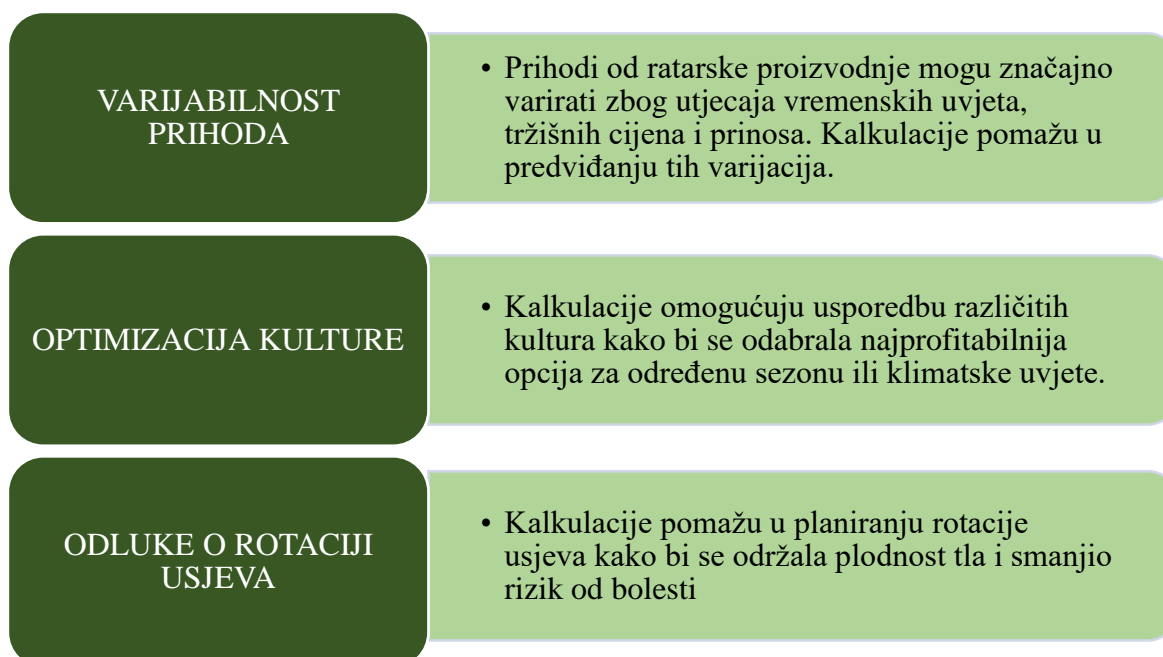 VARIJABILNOST
PRIHODA
• Prihodi od ratarske proizvodnje mogu značajno
varirati zbog utjecaja vremenskih uvjeta,
tržišnih cijena i prinosa. Kalkulacije pomažu u
predviđanju tih varijacija.
OPTIMIZACIJA KULTURE
• Kalkulacije omogućuju usporedbu različitih
kultura kako bi se odabrala najprofitabilnija
opcija za određenu sezonu ili klimatske uvjete.
ODLUKE O ROTACIJI
USJEVA
• Kalkulacije pomažu u planiranju rotacije
usjeva kako bi se održala plodnost tla i smanjio
rizik od bolesti